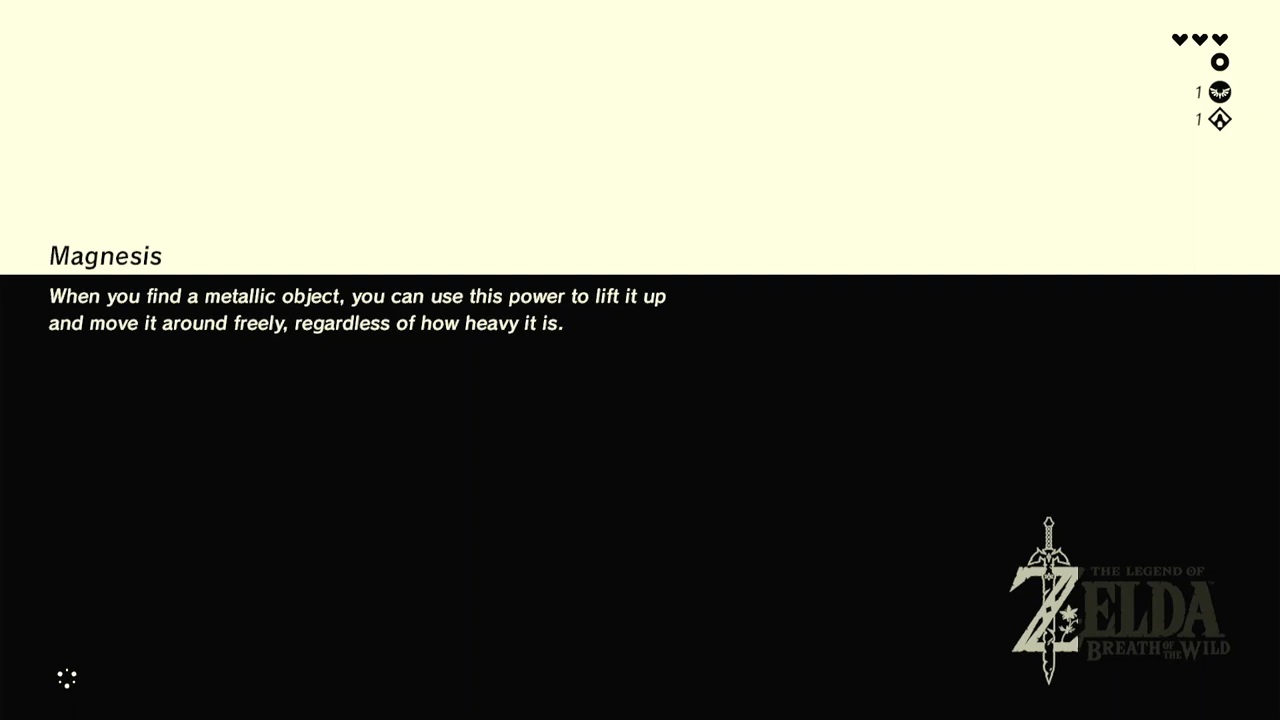 1
1
Magnesis
When you find a metallic object, you can use this power to lift it up
and move it around freely, regardless of how heavy it is.
THE LEGEND OF
ZELDA
BREATH OF THE WILD